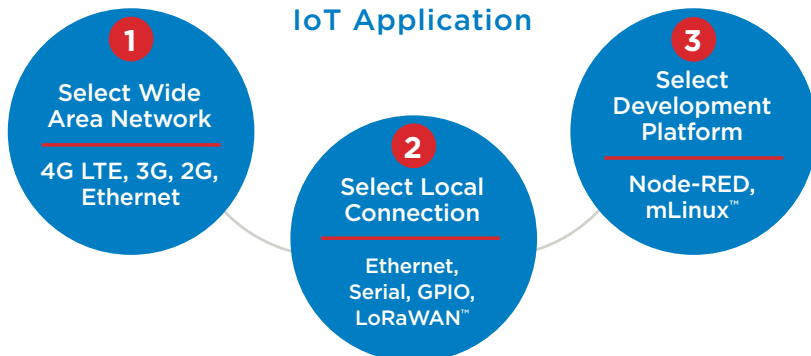 IoT Application
1
Select Wide
Area Network
4G LTE, 3G, 2G,
Ethernet
2
Select Local
Connection
Ethernet,
Serial, GPIO,
LoRaWAN™
3
Select
Development
Platform
Node-RED,
mLinux™